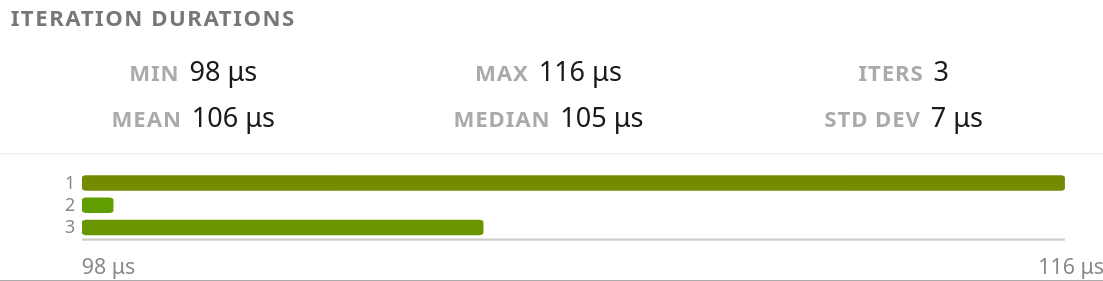 ITERATION DURATIONS
MIN 98 µs MAX 116 µs ITERS 3
MEAN 106 µs MEDIAN 105 µs STD DEV 7 µs
1
2
3
98 µs 116 µs